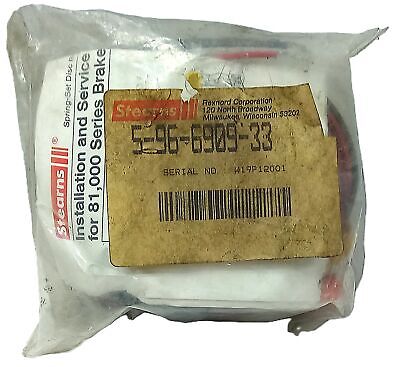 Stearns®
Rexnord Corporation
120 North Broadway
Milwaukee, Wisconsin 53202
5-96-6909-33
SERIAL NO. W19P12001
Spring-Set Disc
Installation and Service
for 81,000 Series Brake
Stearns®